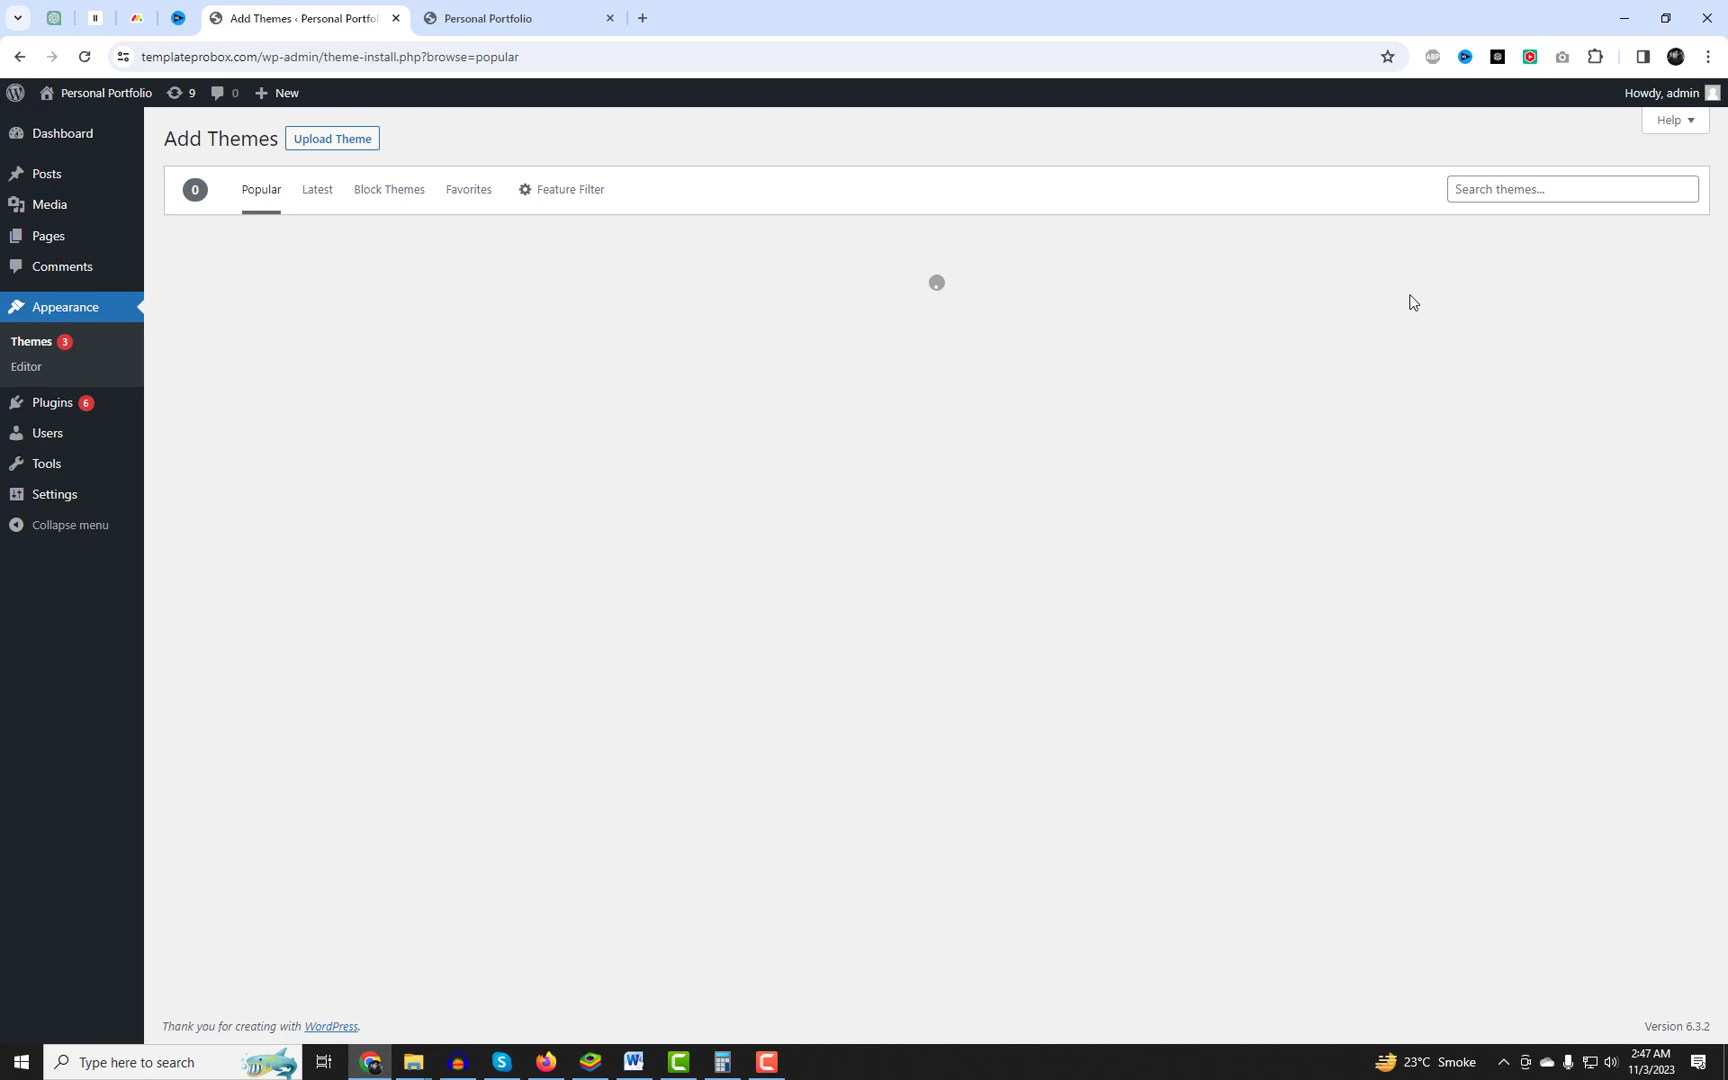 Add Themes ‹ Personal Portfol
Personal Portfolio
templateprobox.com/wp-admin/theme-install.php?browse=popular
ABP
Personal Portfolio
9
0
New
Howdy, admin
Dashboard
Posts
Media
Pages
Comments
Appearance
Themes 3
Editor
Plugins 6
Users
Tools
Settings
Collapse menu
Add Themes
Upload Theme
Help
0
Popular
Latest
Block Themes
Favorites
Feature Filter
Search themes...
Thank you for creating with WordPress.
Version 6.3.2
Type here to search
23°C Smoke
2:47 AM
11/3/2023